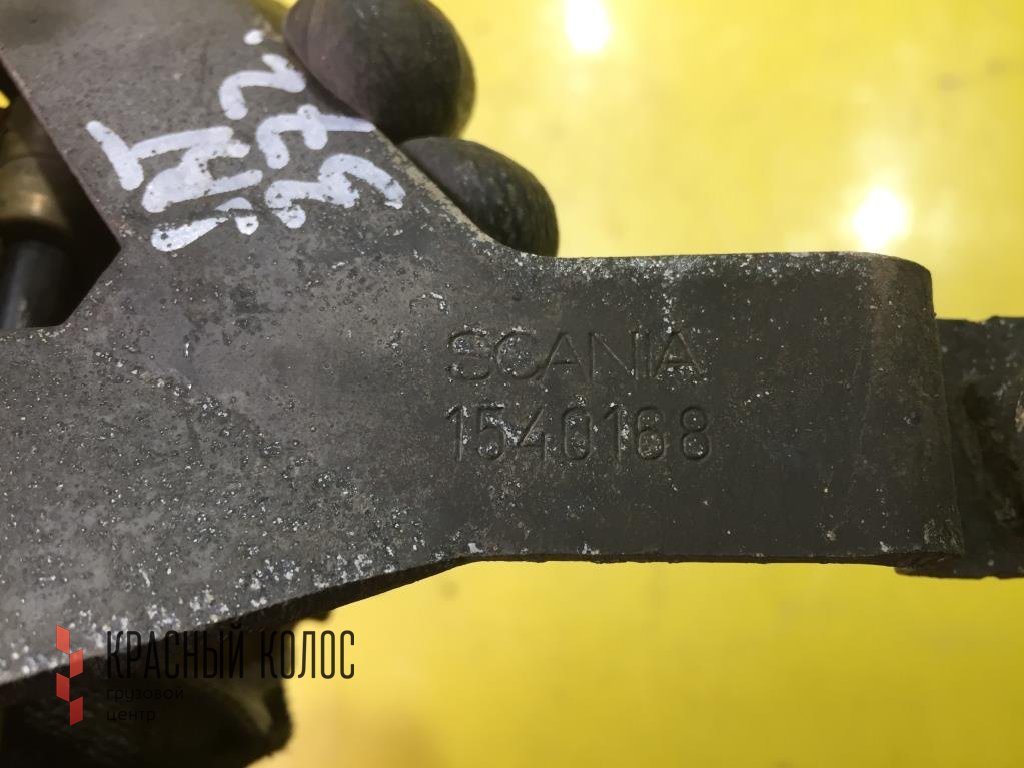 SCANIA
1540168
КРАСНЫЙ КОЛОС
грузовой
центр